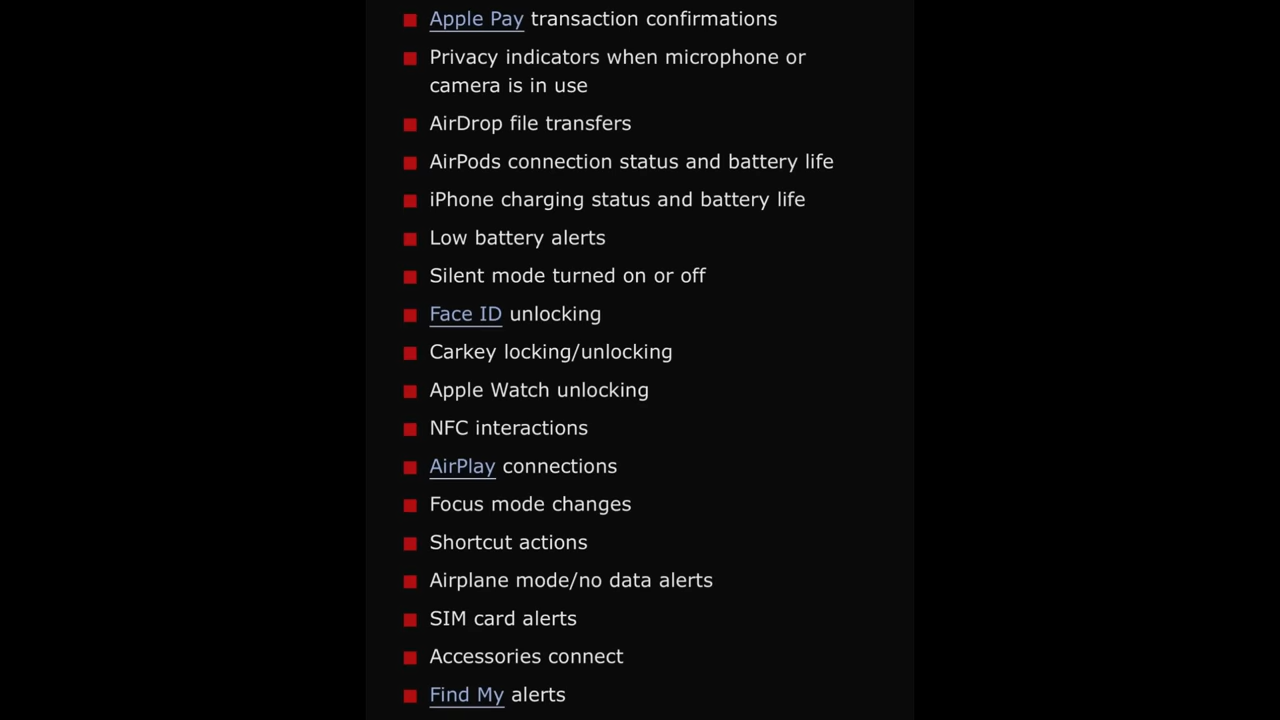 Apple Pay transaction confirmations
Privacy indicators when microphone or
camera is in use
AirDrop file transfers
AirPods connection status and battery life
iPhone charging status and battery life
Low battery alerts
Silent mode turned on or off
Face ID unlocking
Carkey locking/unlocking
Apple Watch unlocking
NFC interactions
AirPlay connections
Focus mode changes
Shortcut actions
Airplane mode/no data alerts
SIM card alerts
Accessories connect
Find My alerts